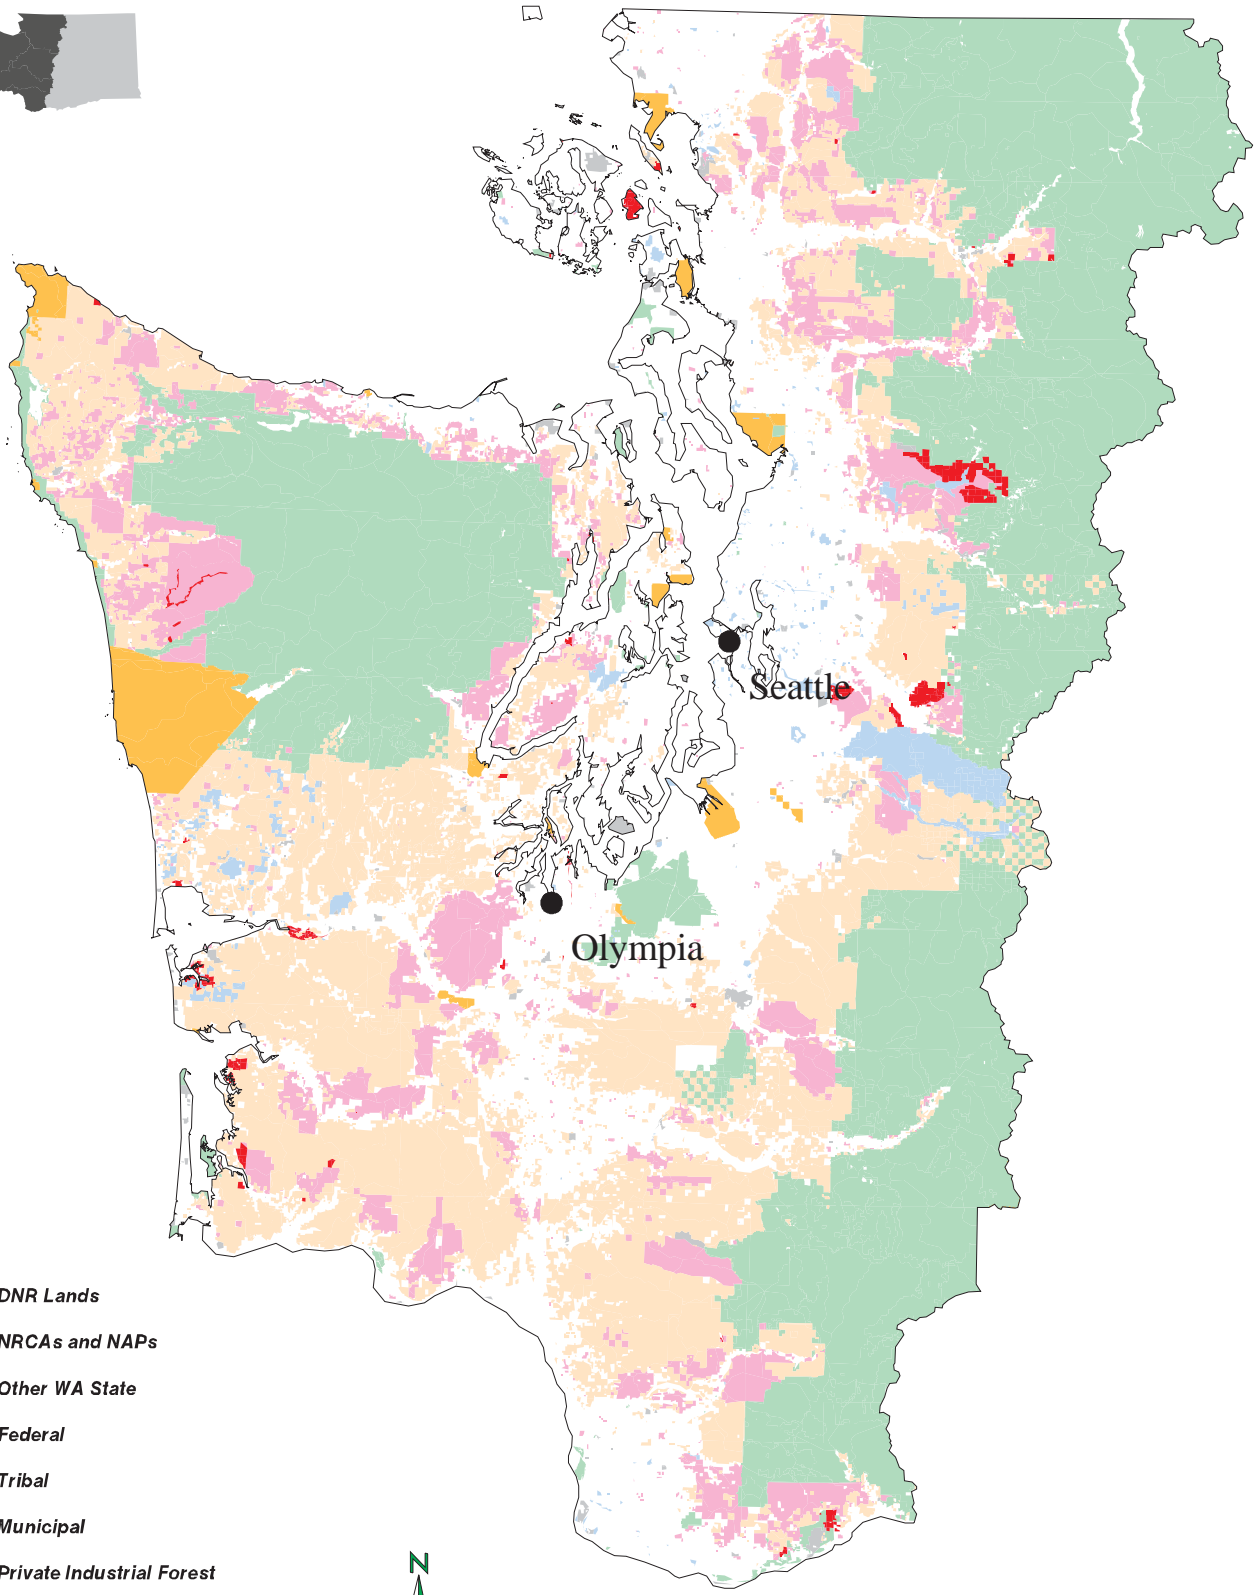 Seattle
Olympia
DNR Lands
NRCAs and NAPs
Other WA State
Federal
Tribal
Municipal
Private Industrial Forest
N